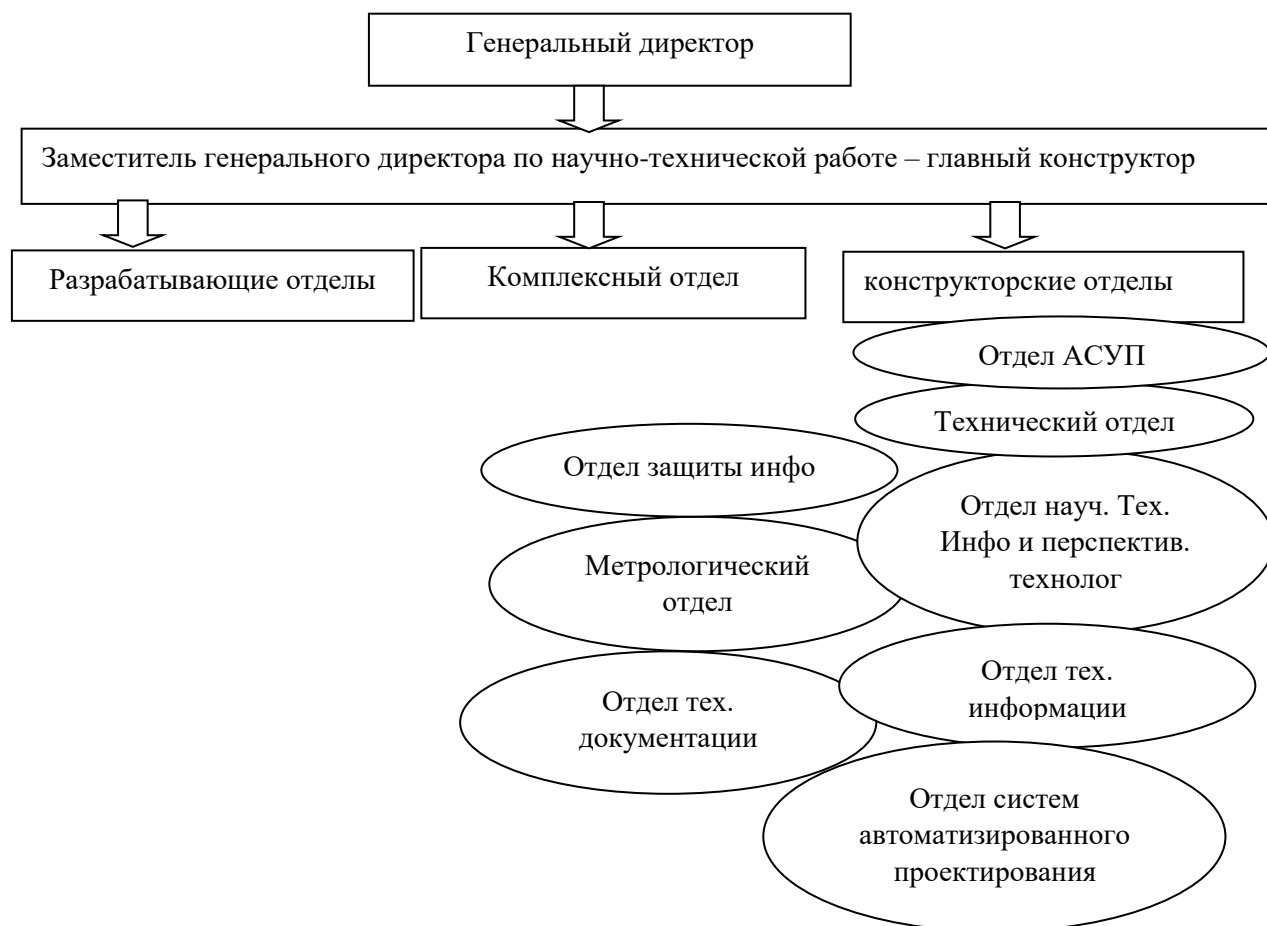 Генеральный директор
Заместитель генерального директора по научно-технической работе – главный конструктор
Разрабатывающие отделы
Комплексный отдел
конструкторские отделы
Отдел АСУП
Технический отдел
Отдел защиты инфо
Отдел науч. Тех.
Инфо и перспектив.
технолог
Метрологический
отдел
Отдел тех.
информации
Отдел тех.
документации
Отдел систем
автоматизированного
проектирования